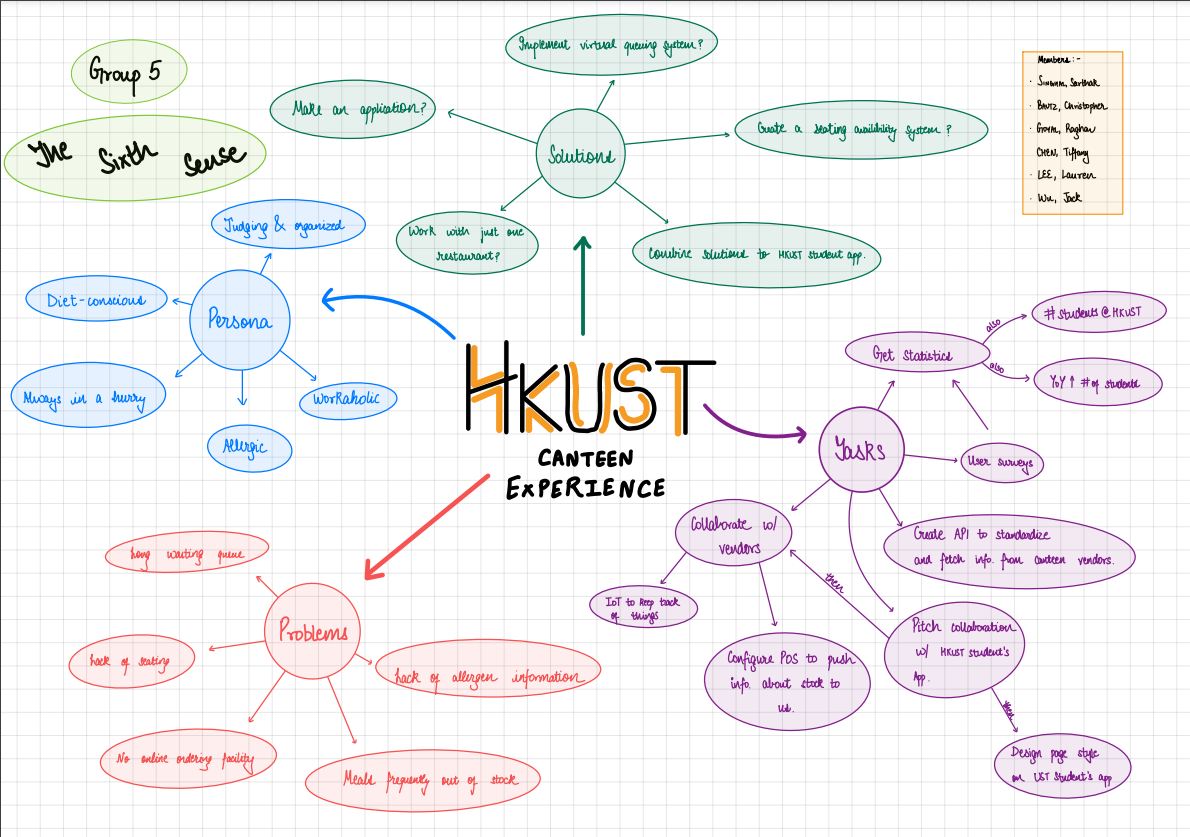 Group 5
The Sixth Sense
Implement virtual queuing system?
Make an application?
Solutions
Create a seating availibility system?
Work with just one
restaurant?
Combine solutions to HKUST student app.
Members:-
· SINGHAL, Sarthak
· BAUTZ, Christopher
· GOYAL, Raghav
CHEN, Tiffany
· LEE, Lauren
· Wu, Jack
Judging & organized
Diet-conscious
Persona
Always in a hurry
Workaholic
Allergic
HKUST
CANTEEN
EXPERIENCE
# Students @ HKUST
also
Get Statistics
also
YoY ↑ # of students
Tasks
User surveys
Collaborate w/
vendors
Create API to standardize
and fetch info. from canteen vendors.
then
IoT to keep track
of things
Pitch collaboration
w/ HKUST student's
App.
Configure POS to push
info. about stock to
us.
then
Design page style
on UST Student's app
Long waiting queue
Problems
Lack of seating
Lack of allergen information
No online ordering facility
Meals frequently out of stock